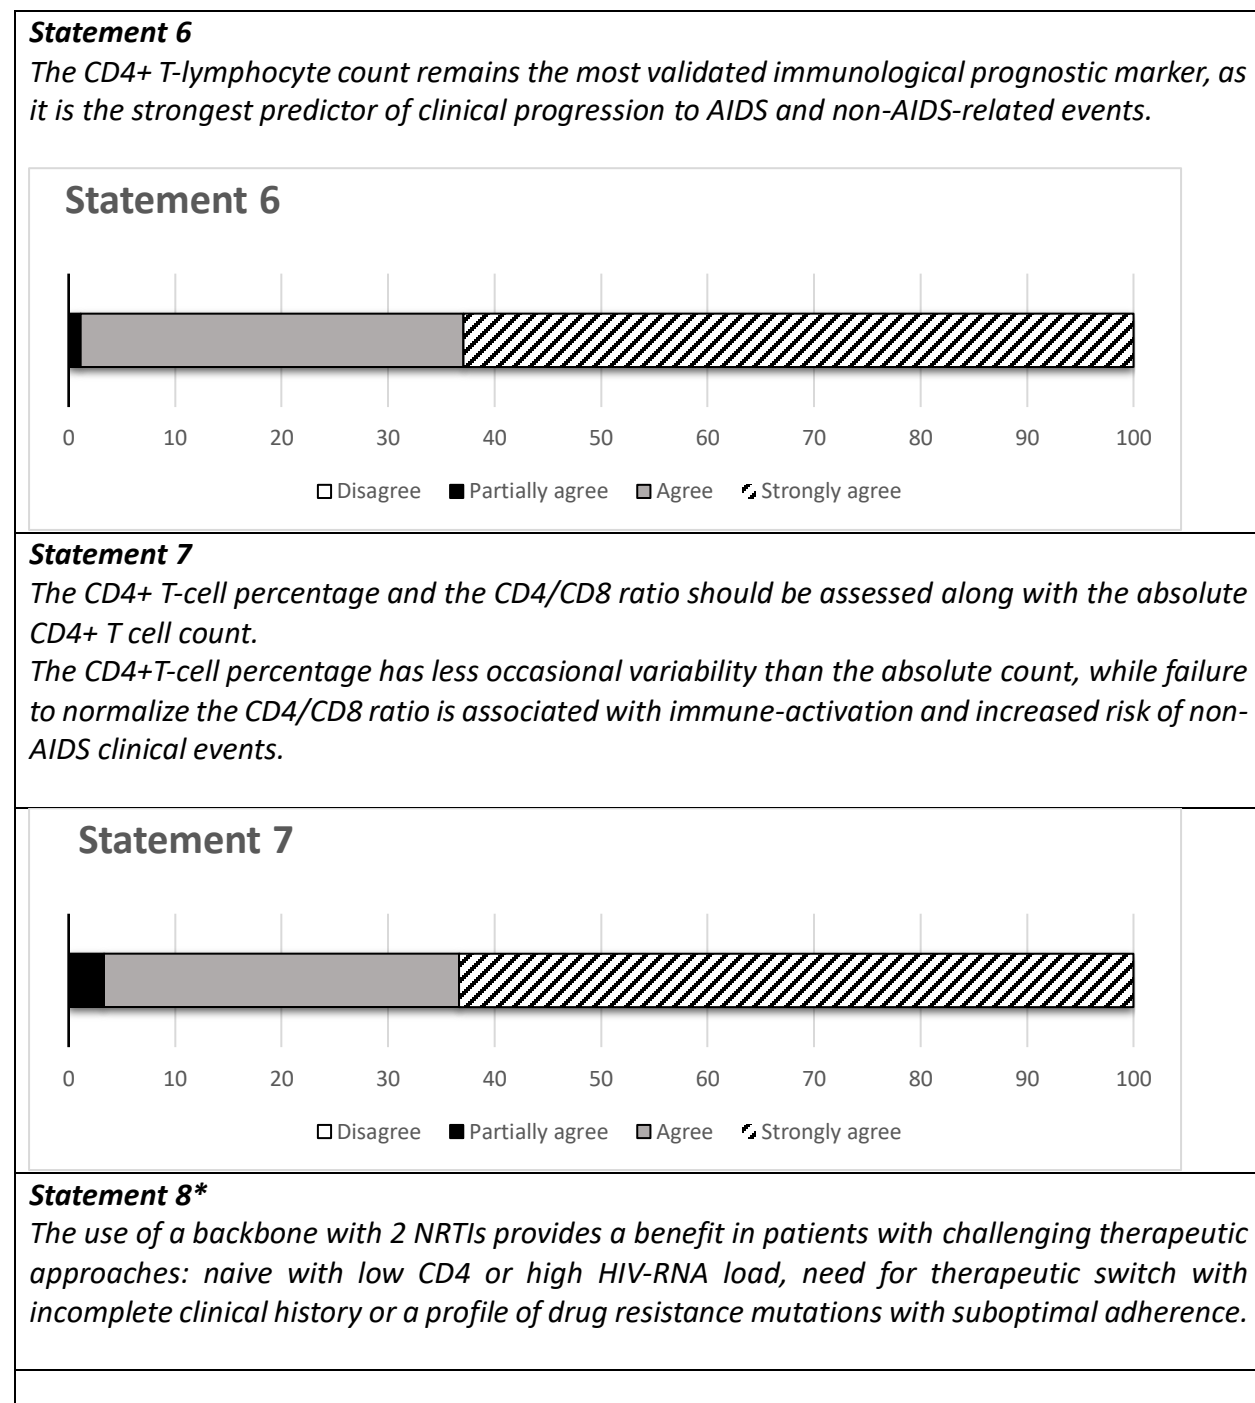 Statement 6
The CD4+ T-lymphocyte count remains the most validated immunological prognostic marker, as
it is the strongest predictor of clinical progression to AIDS and non-AIDS-related events.
Statement 6
0 10 20 30 40 50 60 70 80 90 100
Disagree Partially agree Agree Strongly agree
Statement 7
The CD4+ T-cell percentage and the CD4/CD8 ratio should be assessed along with the absolute
CD4+ T cell count.
The CD4+T-cell percentage has less occasional variability than the absolute count, while failure
to normalize the CD4/CD8 ratio is associated with immune-activation and increased risk of non-
AIDS clinical events.
Statement 7
0 10 20 30 40 50 60 70 80 90 100
Disagree Partially agree Agree Strongly agree
Statement 8*
The use of a backbone with 2 NRTIs provides a benefit in patients with challenging therapeutic
approaches: naive with low CD4 or high HIV-RNA load, need for therapeutic switch with
incomplete clinical history or a profile of drug resistance mutations with suboptimal adherence.